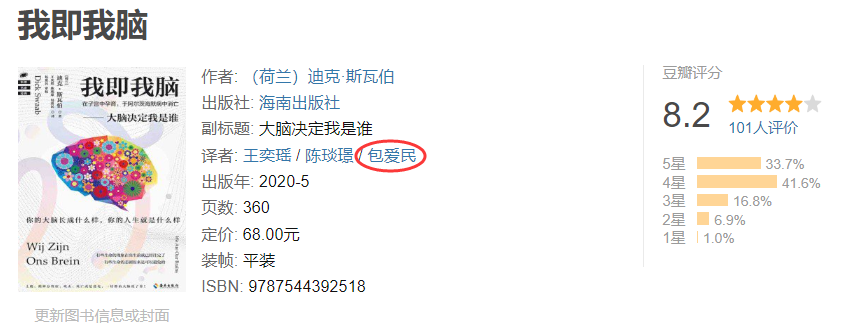 我即我脑
我即我脑
在子宫中孕育，于阿尔茨海默病中消亡
——大脑决定我是谁
Dick Swaab
你的大脑长成什么样，你的人生就是什么样
Wij Zijn
Ons Brein
海南出版社
更新图书信息或封面
作者: （荷兰）迪克·斯瓦伯
出版社: 海南出版社
副标题: 大脑决定我是谁
译者: 王奕瑶 / 陈琰璟 / 包爱民
出版年: 2020-5
页数: 360
定价: 68.00元
装帧: 平装
ISBN: 9787544392518
豆瓣评分
8.2
101人评价
5星 33.7%
4星 41.6%
3星 16.8%
2星 6.9%
1星 1.0%